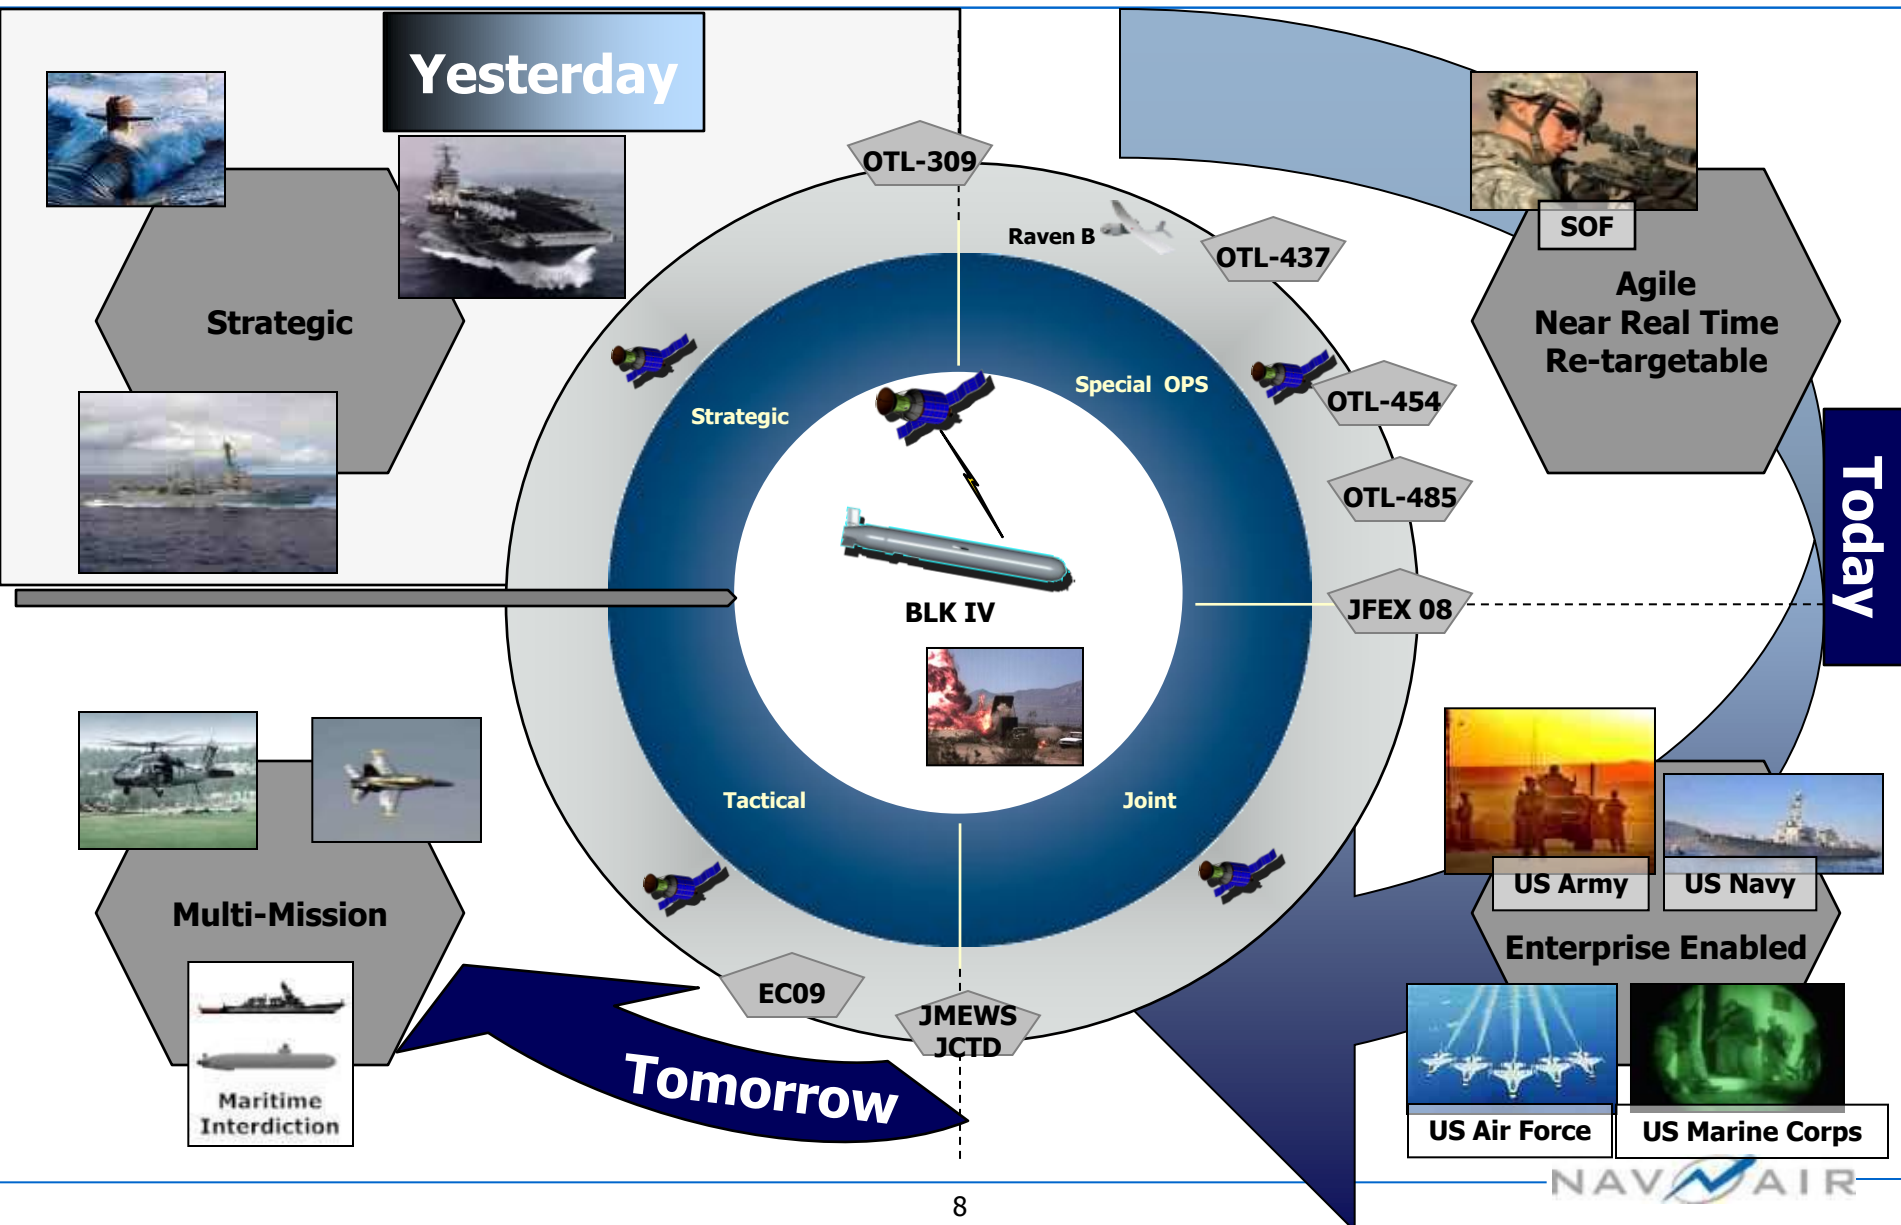 Yesterday
OTL-309
Raven B
OTL-437
SOF
Agile
Near Real Time
Re-targetable
Strategic
Strategic
Special OPS
OTL-454
OTL-485
Today
BLK IV
JFEX 08
Tactical
Joint
US Army
US Navy
Multi-Mission
Enterprise Enabled
EC09
JMEWS
JCTD
Tomorrow
Maritime
Interdiction
US Air Force
US Marine Corps
NAVAIR
8